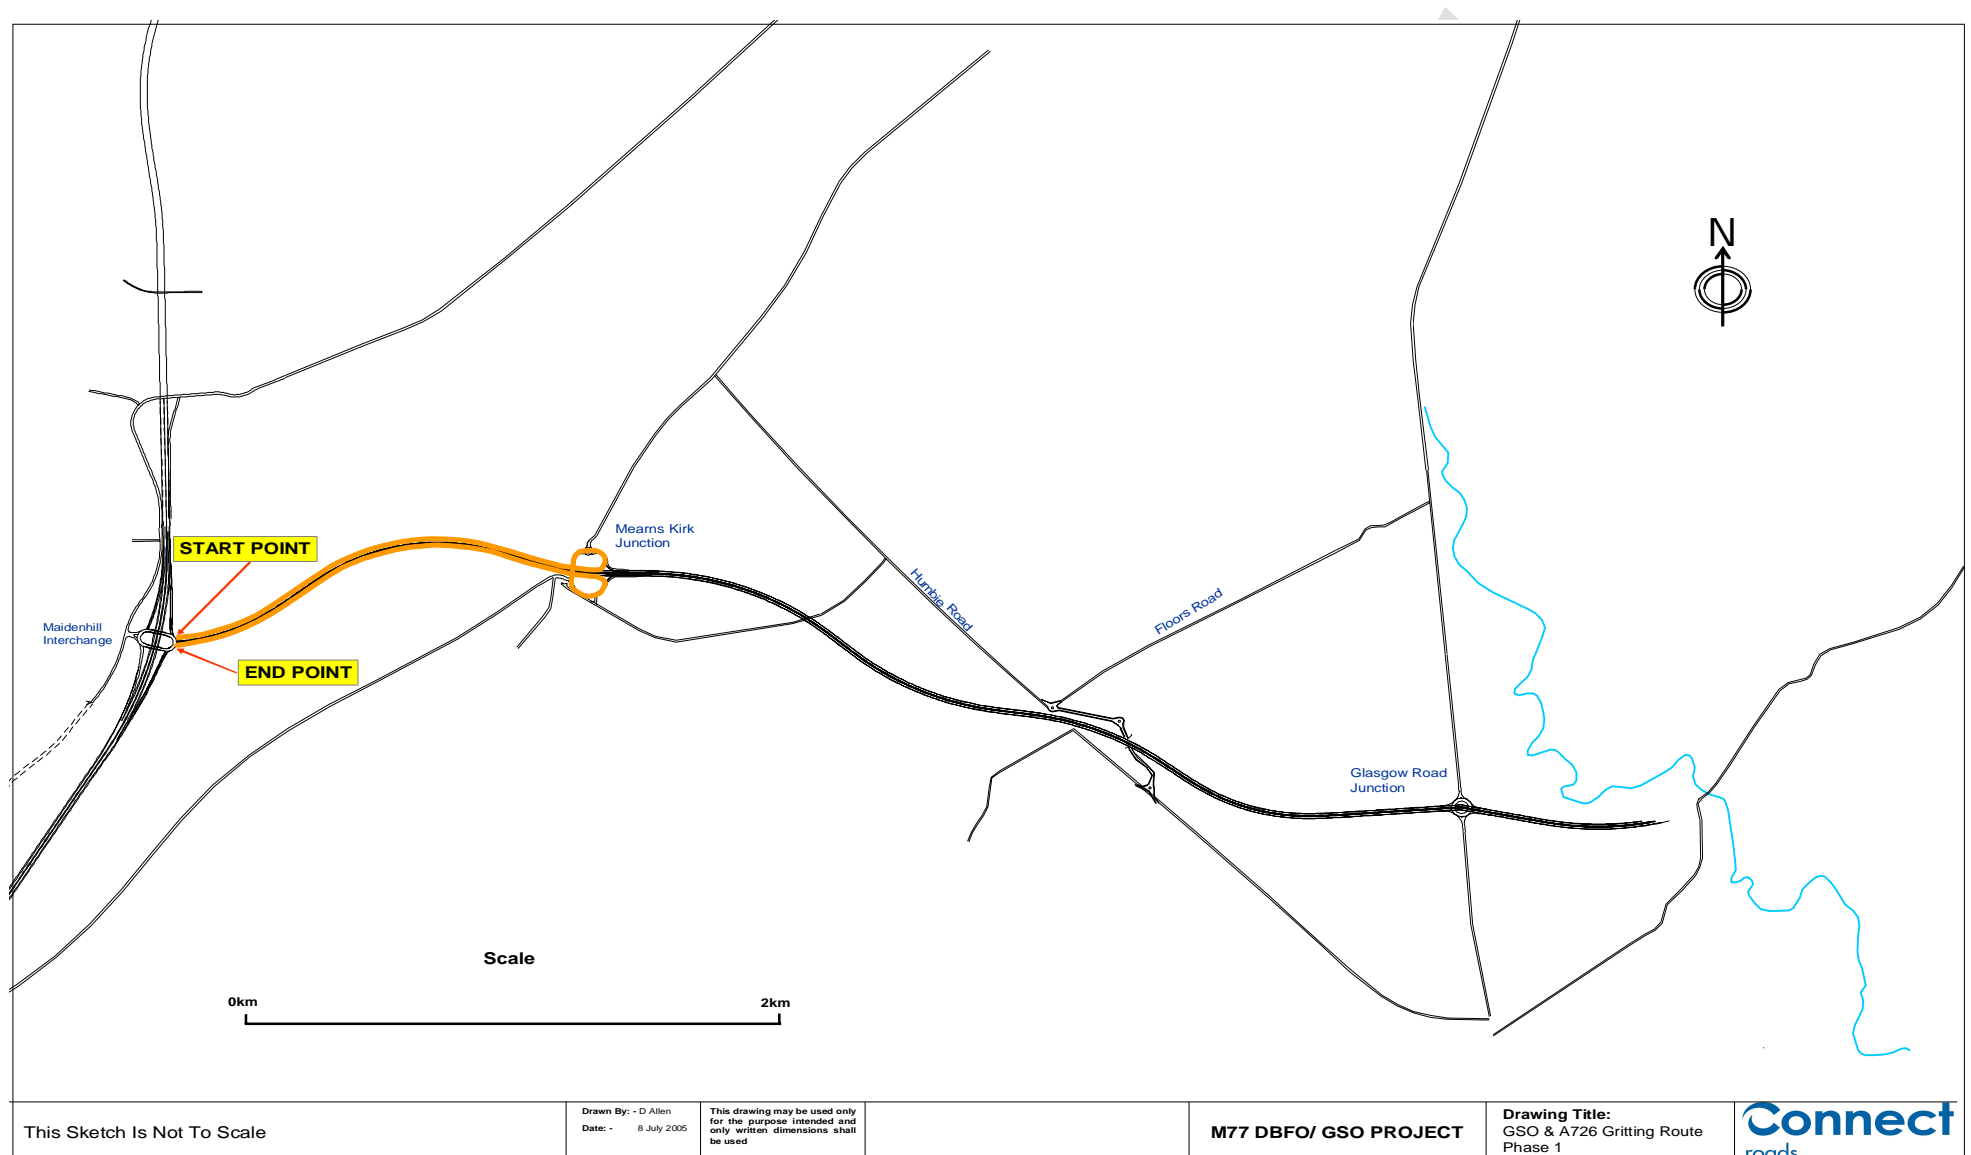 N
Mearns Kirk
Junction
START POINT
Humbie Road
Floors Road
Maidenhill
Interchange
END POINT
Glasgow Road
Junction
Scale
0km
2km
This Sketch Is Not To Scale
Drawn By: - D Allen
Date: - 8 July 2005
This drawing may be used only
for the purpose intended and
only written dimensions shall
be used
M77 DBFO/ GSO PROJECT
Drawing Title:
GSO & A726 Gritting Route
Phase 1
Connect
roads